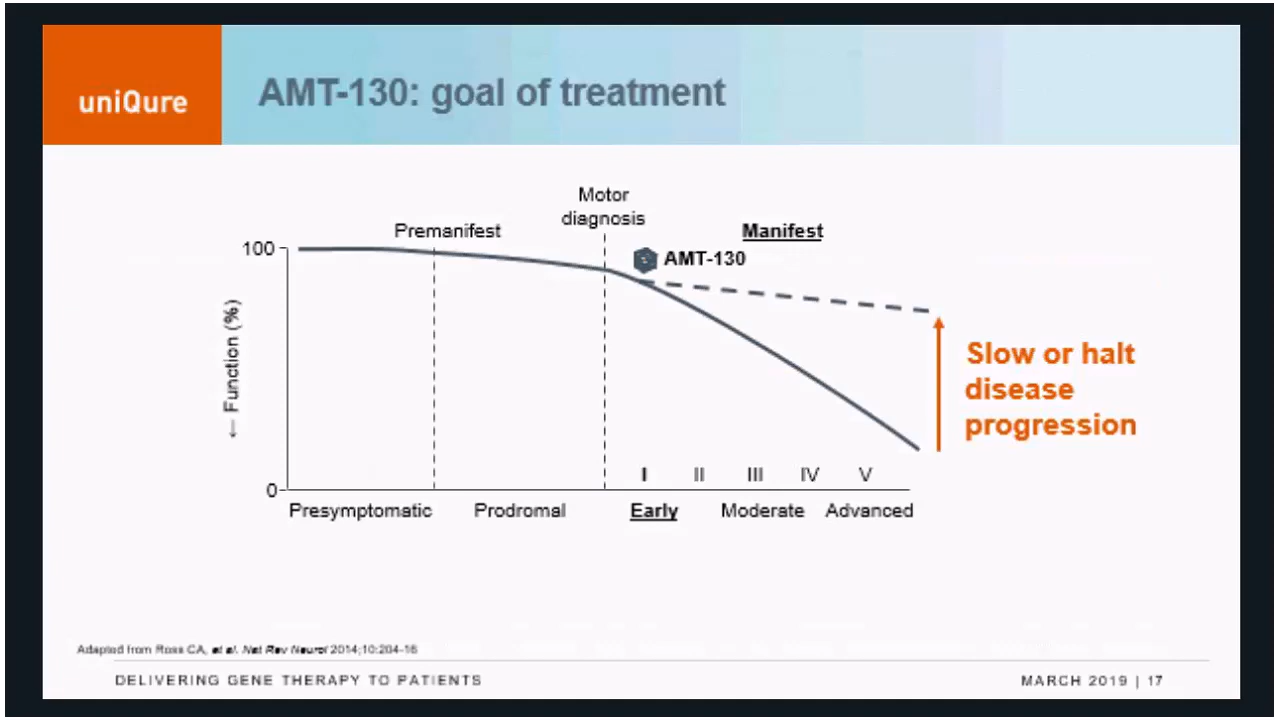 uniQure
AMT-130: goal of treatment
Motor
diagnosis
Premanifest
Manifest
100
AMT-130
← Function (%)
Slow or halt
disease
progression
I II III IV V
0
Presymptomatic Prodromal Early Moderate Advanced
Adapted from Ross CA, et al. Nat Rev Neurol 2014;10:204-16
DELIVERING GENE THERAPY TO PATIENTS
MARCH 2019 | 17